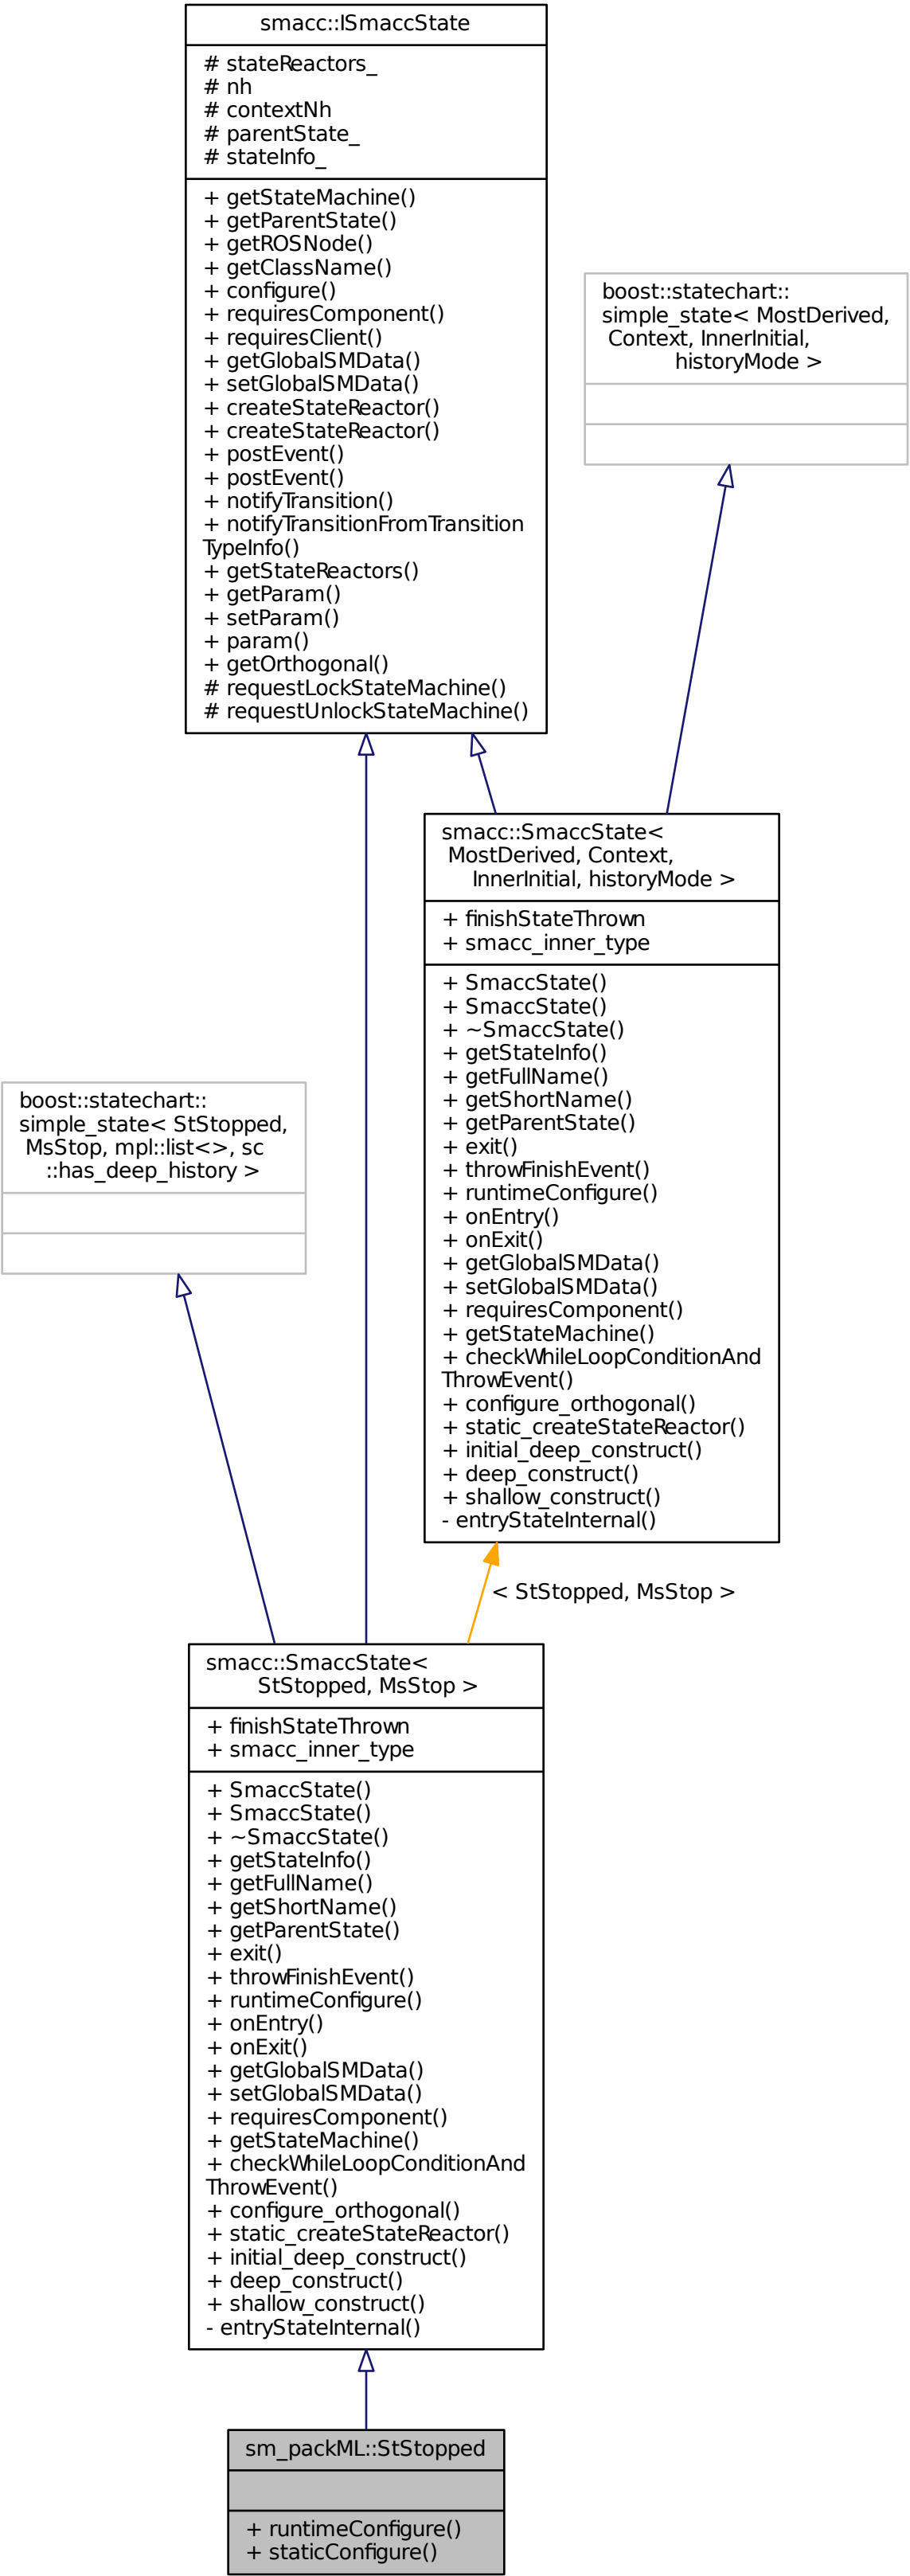 smacc::ISmaccState
# stateReactors_
# nh
# contextNh
# parentState_
# stateInfo_
+ getStateMachine()
+ getParentState()
+ getROSNode()
+ getClassName()
+ configure()
+ requiresComponent()
+ requiresClient()
+ getGlobalSMData()
+ setGlobalSMData()
+ createStateReactor()
+ createStateReactor()
+ postEvent()
+ postEvent()
+ notifyTransition()
+ notifyTransitionFromTransition
TypeInfo()
+ getStateReactors()
+ getParam()
+ setParam()
+ param()
+ getOrthogonal()
# requestLockStateMachine()
# requestUnlockStateMachine()
boost::statechart::
simple_state< MostDerived,
Context, InnerInitial,
historyMode >
smacc::SmaccState<
MostDerived, Context,
InnerInitial, historyMode >
+ finishStateThrown
+ smacc_inner_type
+ SmaccState()
+ SmaccState()
+ ~SmaccState()
+ getStateInfo()
+ getFullName()
+ getShortName()
+ getParentState()
+ exit()
+ throwFinishEvent()
+ runtimeConfigure()
+ onEntry()
+ onExit()
+ getGlobalSMData()
+ setGlobalSMData()
+ requiresComponent()
+ getStateMachine()
+ checkWhileLoopConditionAnd
ThrowEvent()
+ configure_orthogonal()
+ static_createStateReactor()
+ initial_deep_construct()
+ deep_construct()
+ shallow_construct()
- entryStateInternal()
boost::statechart::
simple_state< StStopped,
MsStop, mpl::list<>, sc
::has_deep_history >
< StStopped, MsStop >
smacc::SmaccState<
StStopped, MsStop >
+ finishStateThrown
+ smacc_inner_type
+ SmaccState()
+ SmaccState()
+ ~SmaccState()
+ getStateInfo()
+ getFullName()
+ getShortName()
+ getParentState()
+ exit()
+ throwFinishEvent()
+ runtimeConfigure()
+ onEntry()
+ onExit()
+ getGlobalSMData()
+ setGlobalSMData()
+ requiresComponent()
+ getStateMachine()
+ checkWhileLoopConditionAnd
ThrowEvent()
+ configure_orthogonal()
+ static_createStateReactor()
+ initial_deep_construct()
+ deep_construct()
+ shallow_construct()
- entryStateInternal()
sm_packML::StStopped
+ runtimeConfigure()
+ staticConfigure()